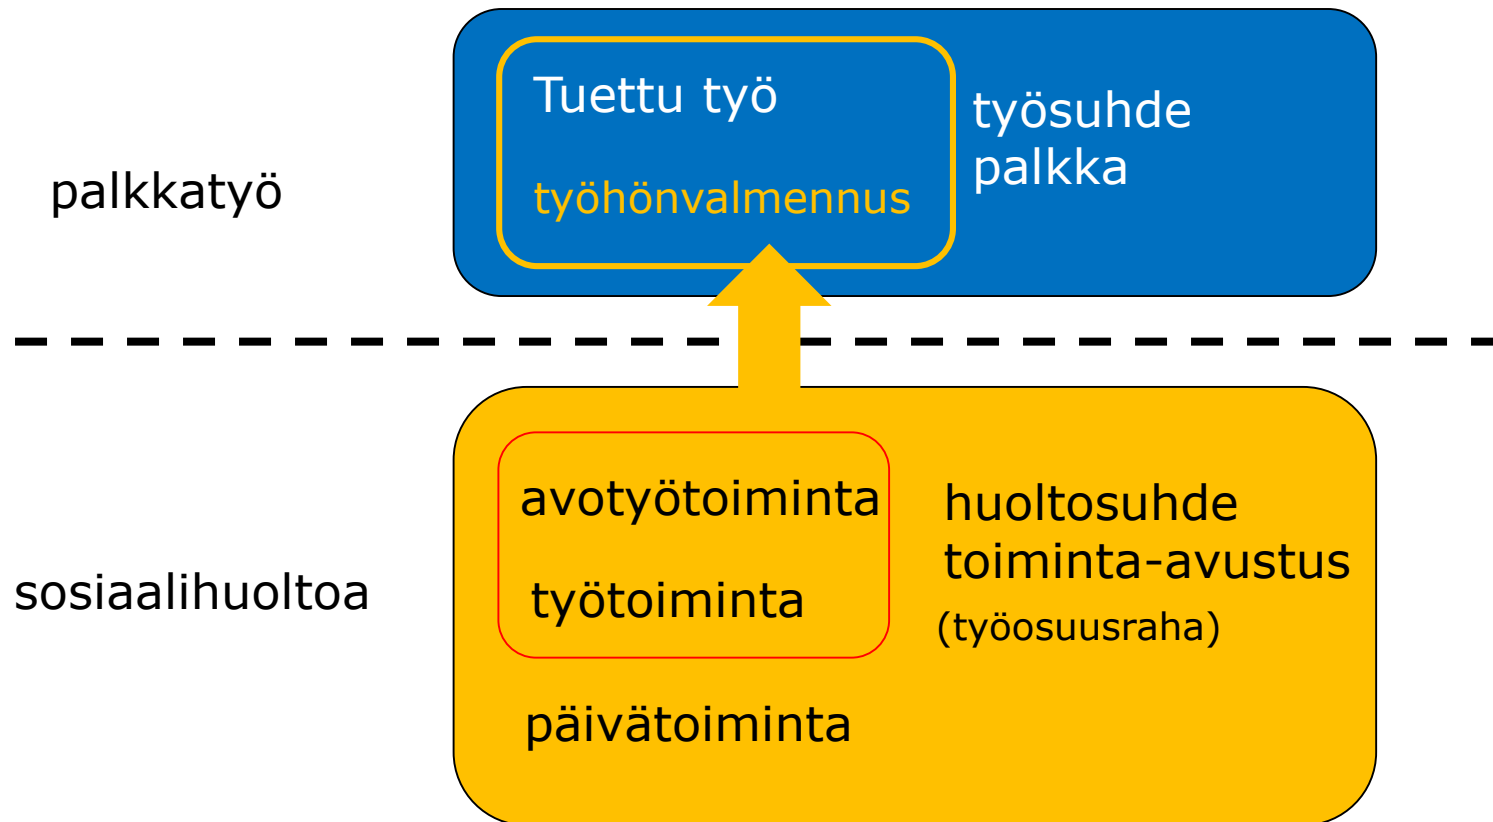 palkkatyö
Tuettu työ
työhönvalmennus
työsuhde
palkka
sosiaalihuoltoa
avotyötoiminta
työtoiminta
päivätoiminta
huoltosuhde
toiminta-avustus
(työosuusraha)